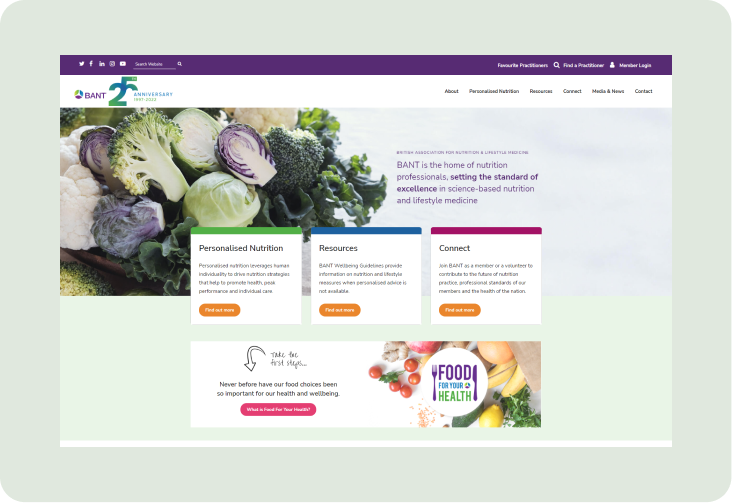 Search Website
Favourite Practitioners
Find a Practitioner
Member Login
BANT
25
ANNIVERSARY
1997-2022
About
Personalised Nutrition
Resources
Connect
Media & News
Contact
BRITISH ASSOCIATION FOR NUTRITION & LIFESTYLE MEDICINE
BANT is the home of nutrition
professionals, setting the standard of
excellence in science-based nutrition
and lifestyle medicine
Personalised Nutrition
Personalised nutrition leverages human
individuality to drive nutrition strategies
that help to promote health, peak
performance and individual care.
Find out more
Resources
BANT Wellbeing Guidelines provide
information on nutrition and lifestyle
measures when personalised advice is
not available.
Find out more
Connect
Join BANT as a member or a volunteer to
contribute to the future of nutrition
practice, professional standards of our
members and the health of the nation.
Find out more
Take the
first steps...
Never before have our food choices been
so important for our health and wellbeing.
What is Food For Your Health?
FOOD
FOR YOUR
HEALTH